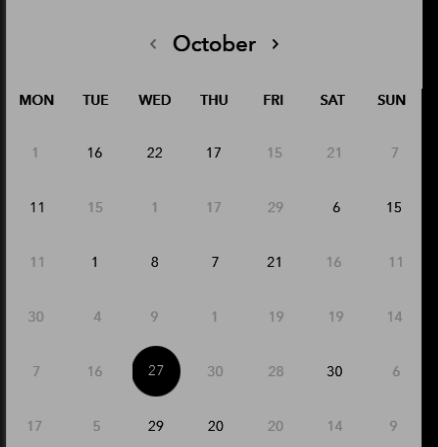 ‹ October ›
MON TUE WED THU FRI SAT SUN
1 16 22 17 15 21 7
11 15 1 17 29 6 15
11 1 8 7 21 16 11
30 4 9 1 19 19 14
7 16 27 30 28 30 6
17 5 29 20 20 14 9